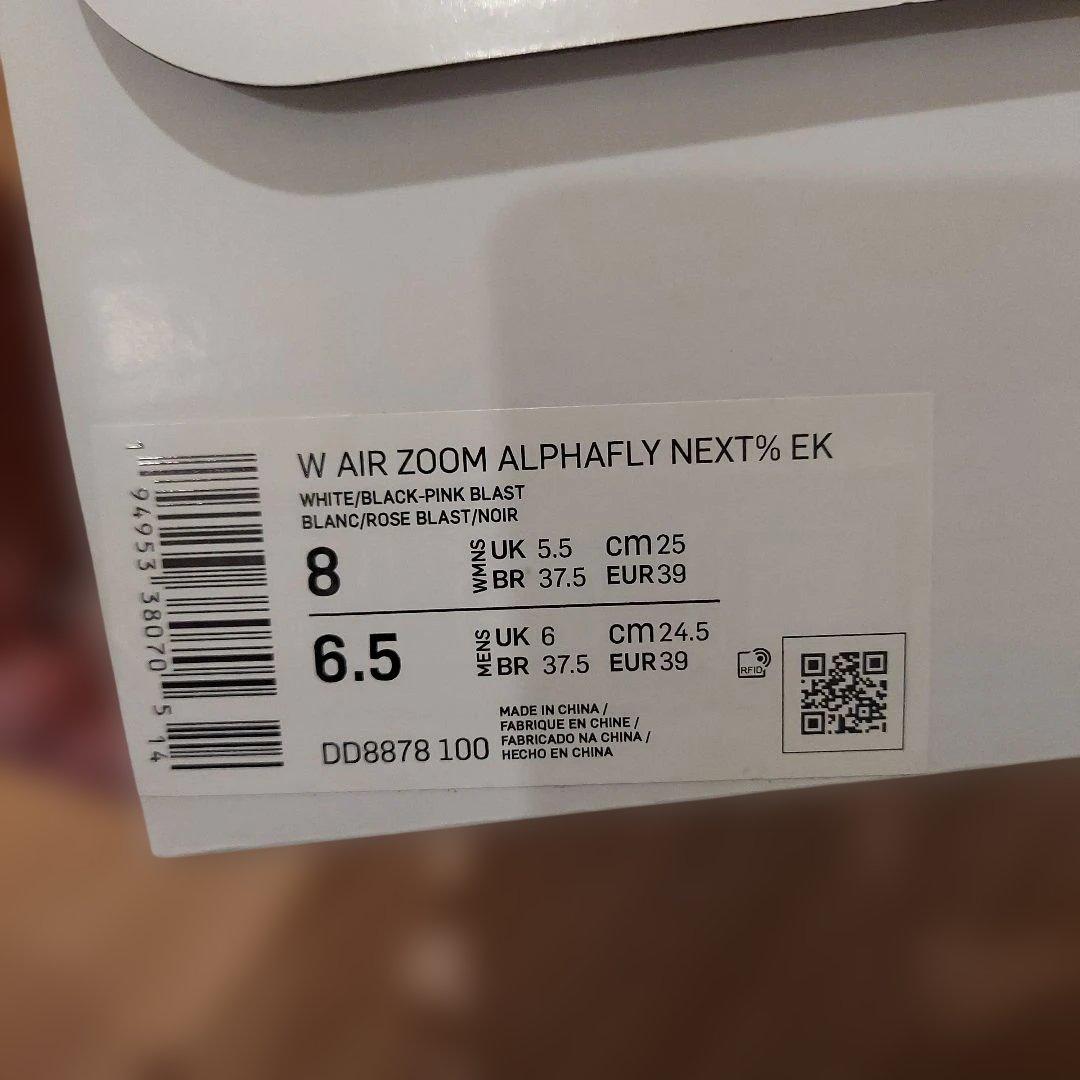 W AIR ZOOM ALPHAFLY NEXT% EK
WHITE/BLACK-PINK BLAST
BLANC/ROSE BLAST/NOIR
8 WMNS UK 5.5 cm 25
BR 37.5 EUR 39
6.5 MENS UK 6 cm 24.5
BR 37.5 EUR 39
RFID
MADE IN CHINA /
FABRIQUE EN CHINE /
FABRICADO NA CHINA /
HECHO EN CHINA
DD8878 100
1 94953 38070 5 14